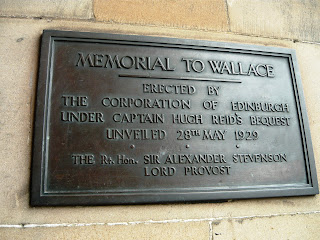 MEMORIAL TO WALLACE
ERECTED BY
THE CORPORATION OF EDINBURGH
UNDER CAPTAIN HUGH REID'S BEQUEST
UNVEILED 28TH MAY 1929
THE Rt. Hon. SIR ALEXANDER STEVENSON
LORD PROVOST